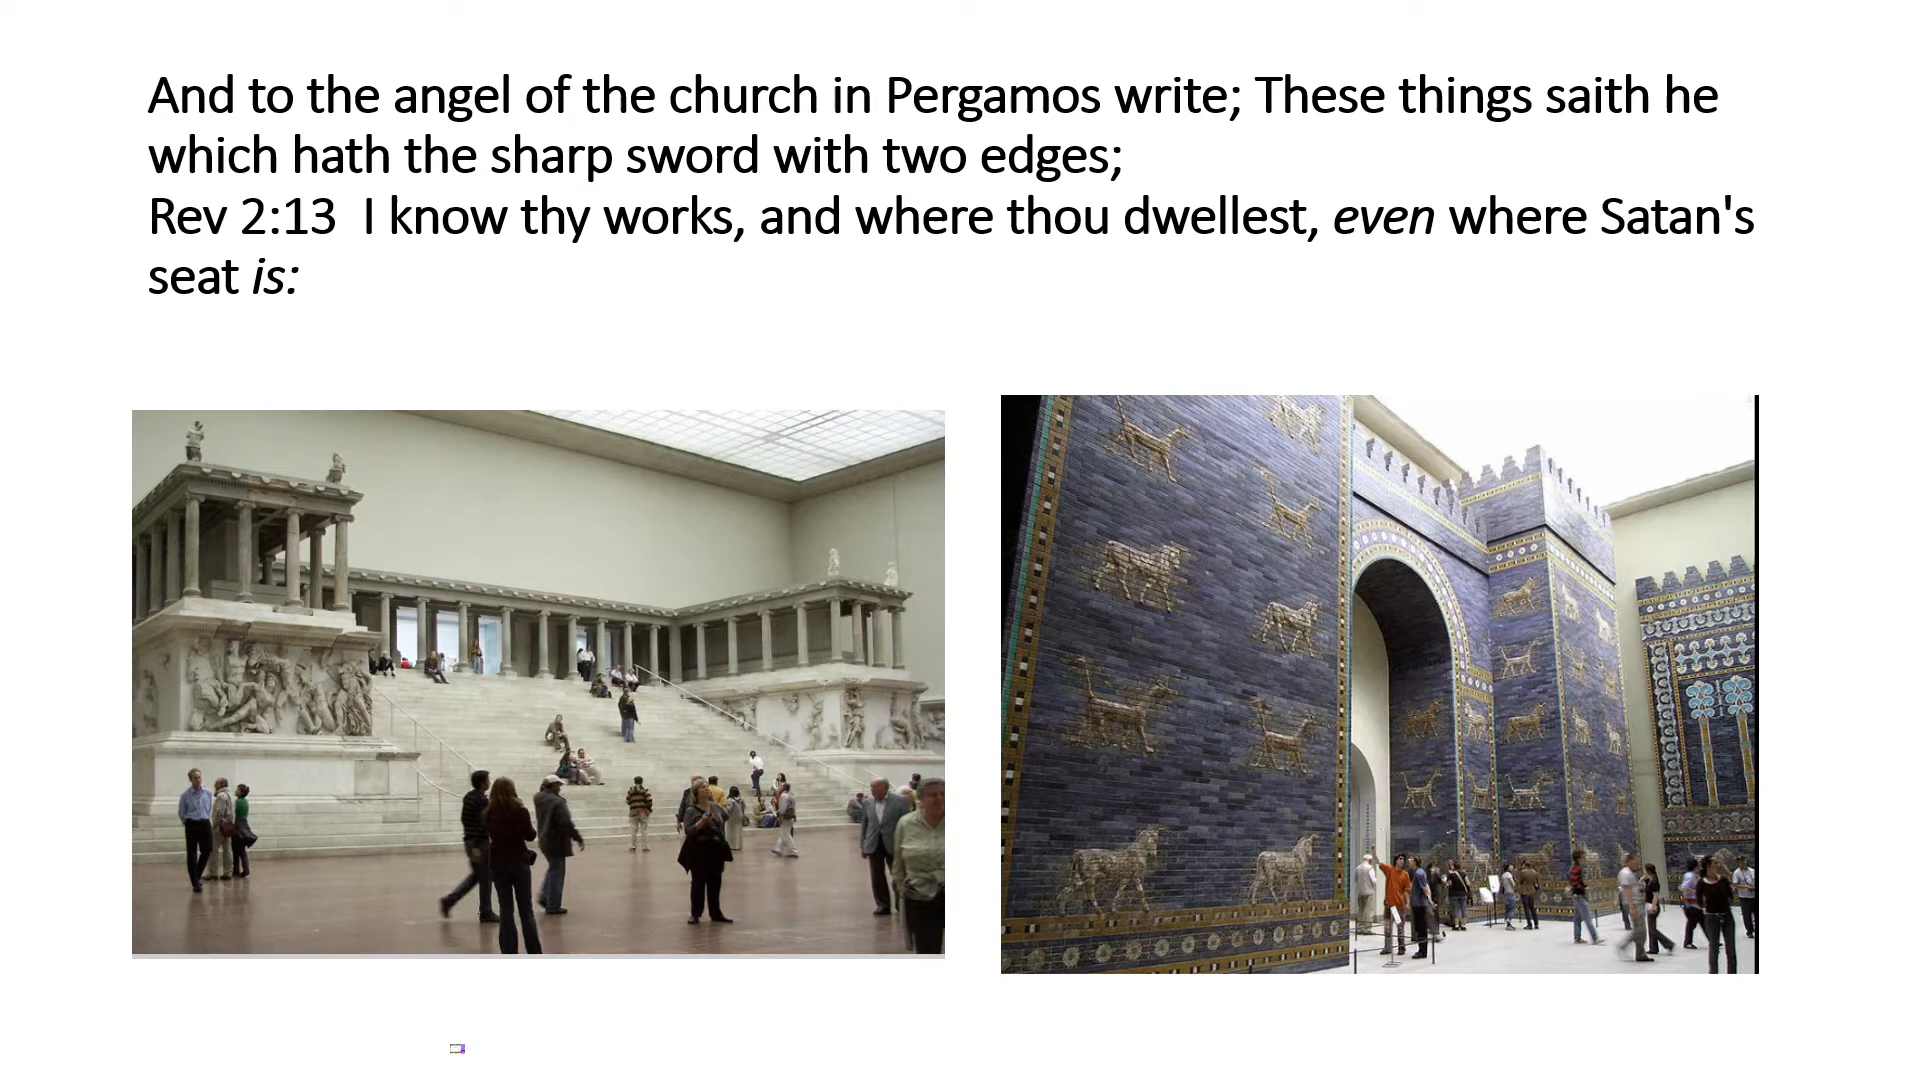 And to the angel of the church in Pergamos write; These things saith he
which hath the sharp sword with two edges;
Rev 2:13  I know thy works, and where thou dwellest, even where Satan's
seat is: